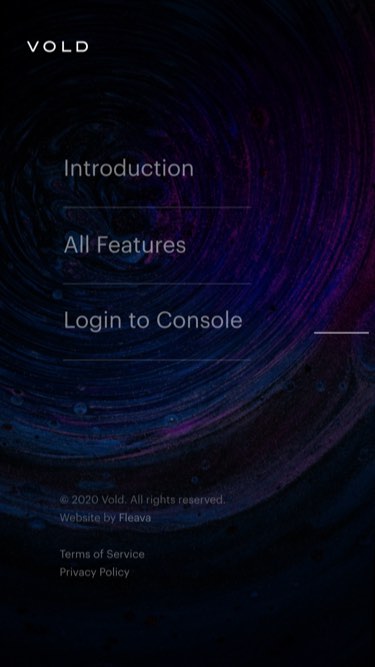 VOLD
Introduction
All Features
Login to Console
© 2020 Vold. All rights reserved.
Website by Fleava
Terms of Service
Privacy Policy